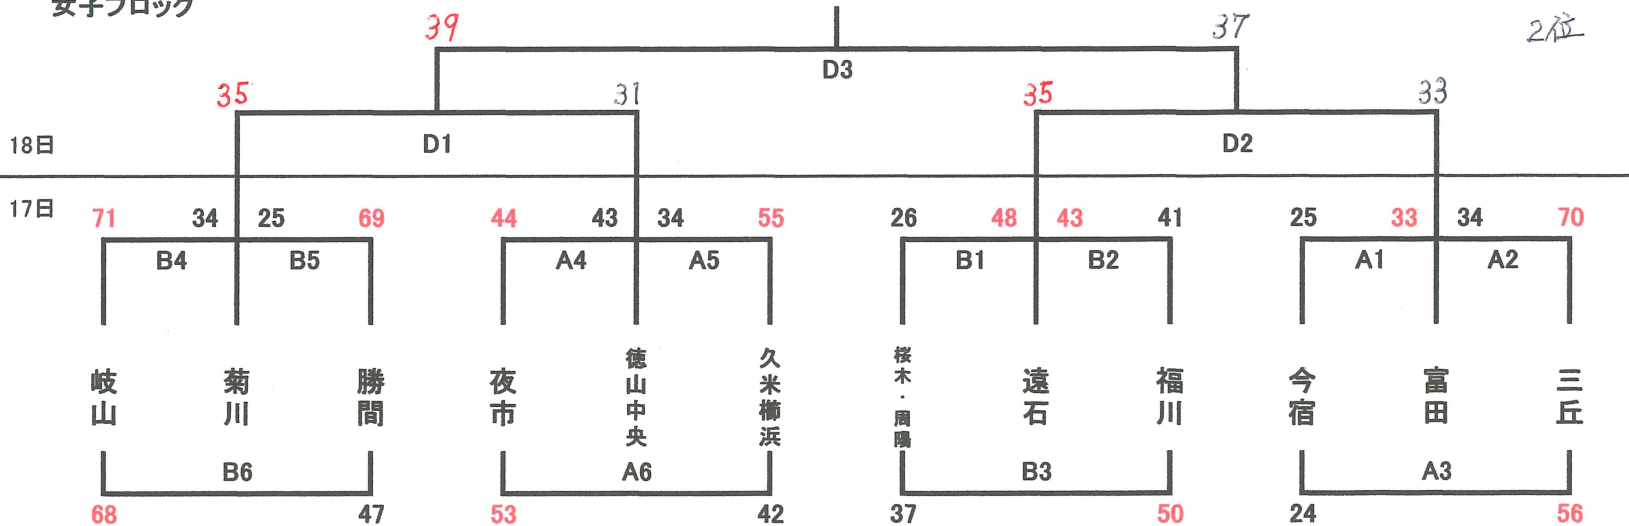 女子ブロック
39 37 2位
D3
35 31 35 33
18日 D1 D2
17日 71 34 25 69 44 43 34 55 26 48 43 41 25 33 34 70
B4 B5 A4 A5 B1 B2 A1 A2
岐山 菊川 勝間 夜市 徳山中央 久米櫛浜 桜木・周陽 遠石 福川 今宿 富田 三丘
B6 A6 B3 A3
68 47 53 42 37 50 24 56